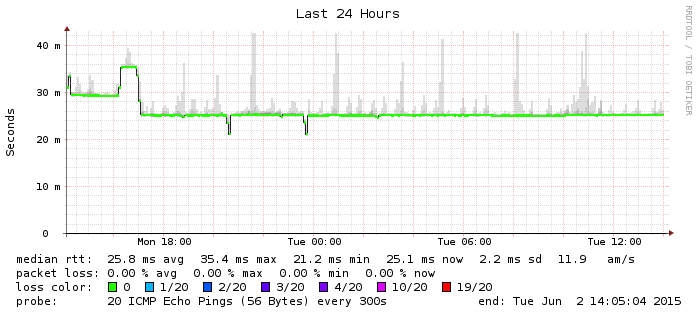 Last 24 Hours
RRDTOOL / TOBI OETIKER
Seconds
40 m
30 m
20 m
10 m
0
Mon 18:00 Tue 00:00 Tue 06:00 Tue 12:00
median rtt: 25.8 ms avg 35.4 ms max 21.2 ms min 25.1 ms now 2.2 ms sd 11.9 am/s
packet loss: 0.00 % avg 0.00 % max 0.00 % min 0.00 % now
loss color: 0 1/20 2/20 3/20 4/20 10/20 19/20
probe: 20 ICMP Echo Pings (56 Bytes) every 300s end: Tue Jun 2 14:05:04 2015